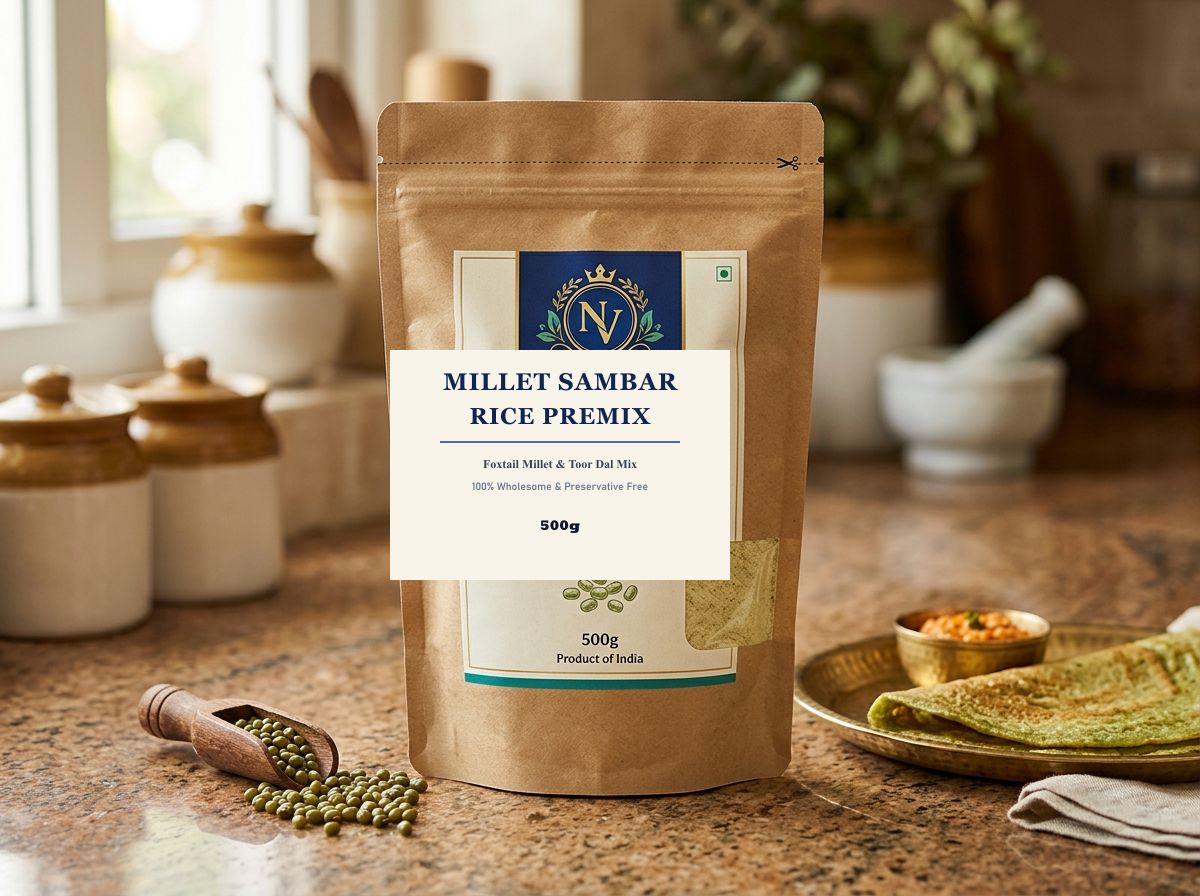 NV
MILLET SAMBAR
RICE PREMIX
Foxtail Millet & Toor Dal Mix
100% Wholesome & Preservative Free
500g
500g
Product of India